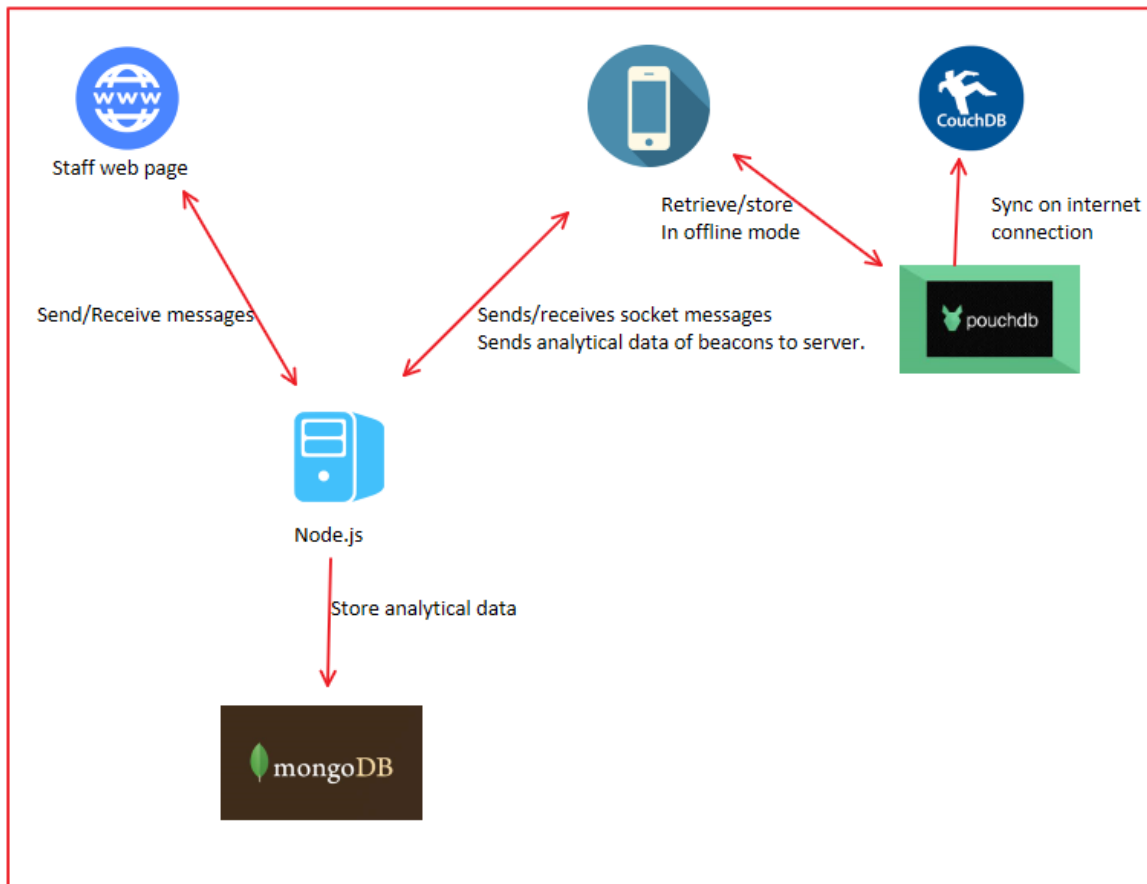 www
CouchDB
Staff web page
Retrieve/store
In offline mode
Sync on internet
connection
Send/Receive messages
Sends/receives socket messages
Sends analytical data of beacons to server.
pouchdb
Node.js
Store analytical data
mongoDB